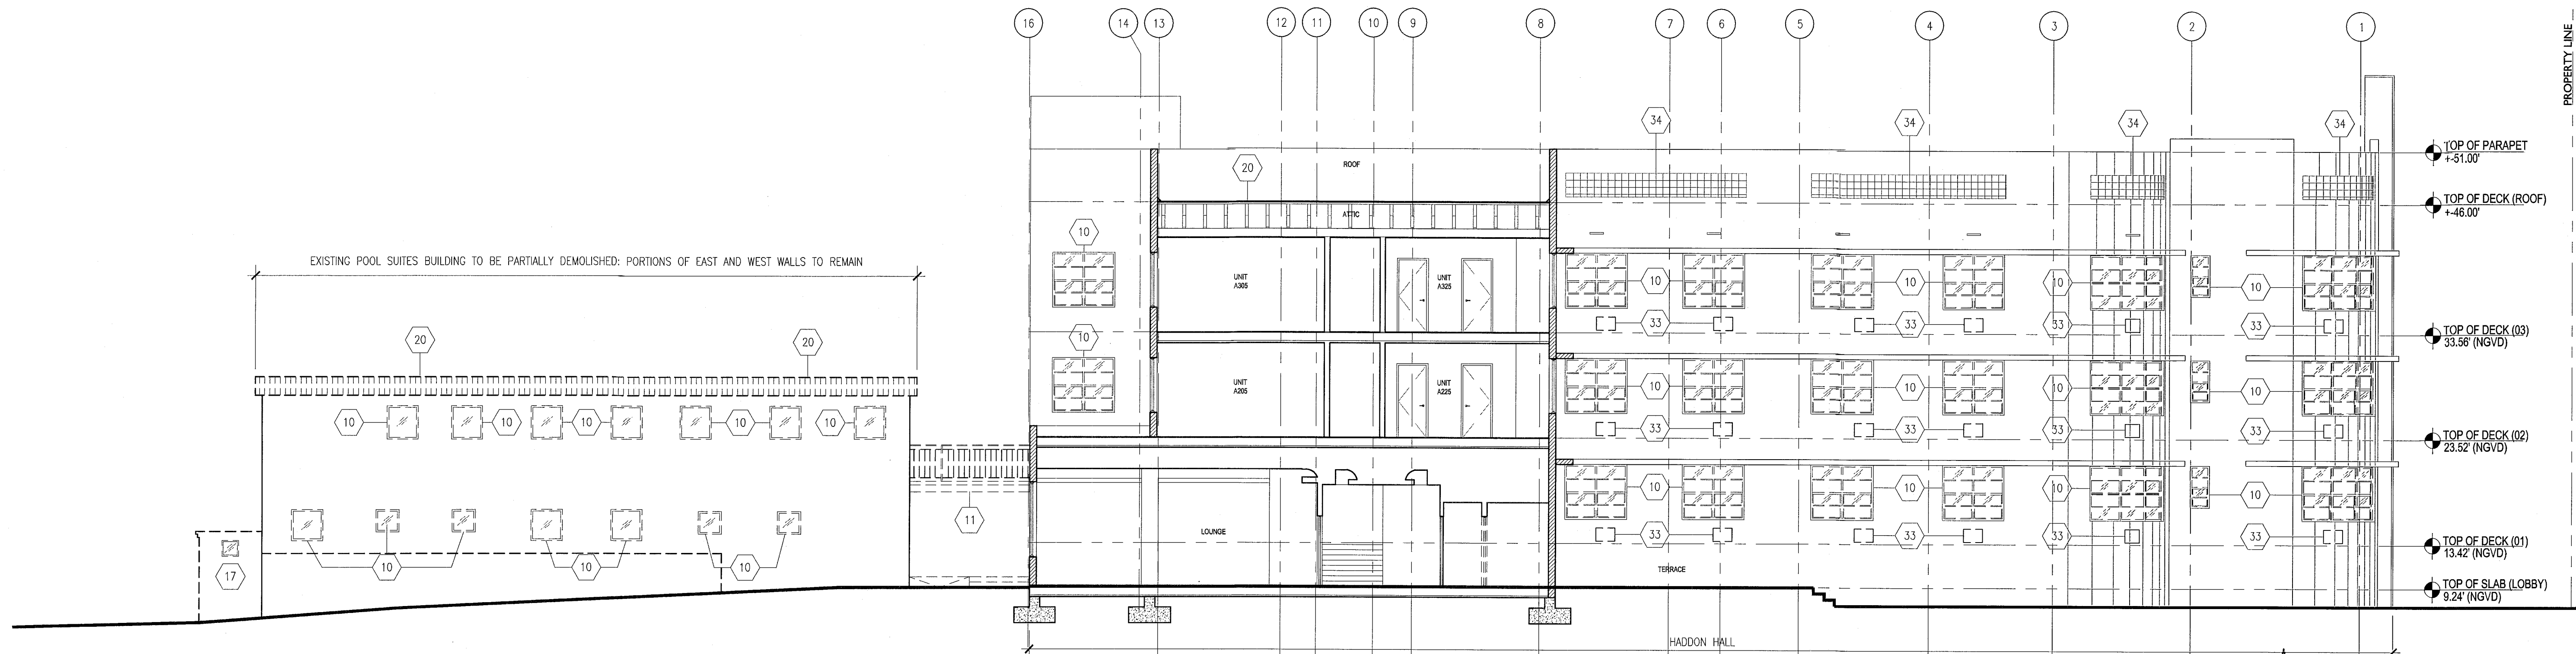 16
14
13
12
11
10
9
8
7
6
5
4
3
2
1
PROPERTY LINE
34
34
34
34
TOP OF PARAPET
+-51.00'
ROOF
20
TOP OF DECK (ROOF)
+-46.00'
ATTIC
10
EXISTING POOL SUITES BUILDING TO BE PARTIALLY DEMOLISHED: PORTIONS OF EAST AND WEST WALLS TO REMAIN
UNIT
A305
UNIT
A325
10
10
10
10
10
33
33
33
33
TOP OF DECK (03)
33.56' (NGVD)
20
20
10
UNIT
A205
UNIT
A225
10
10
10
10
10
10
10
10
10
10
33
33
33
33
TOP OF DECK (02)
23.52' (NGVD)
10
10
10
10
11
LOUNGE
33
33
33
33
TOP OF DECK (01)
13.42' (NGVD)
17
10
10
10
TERRACE
TOP OF SLAB (LOBBY)
9.24' (NGVD)
HADDON HALL